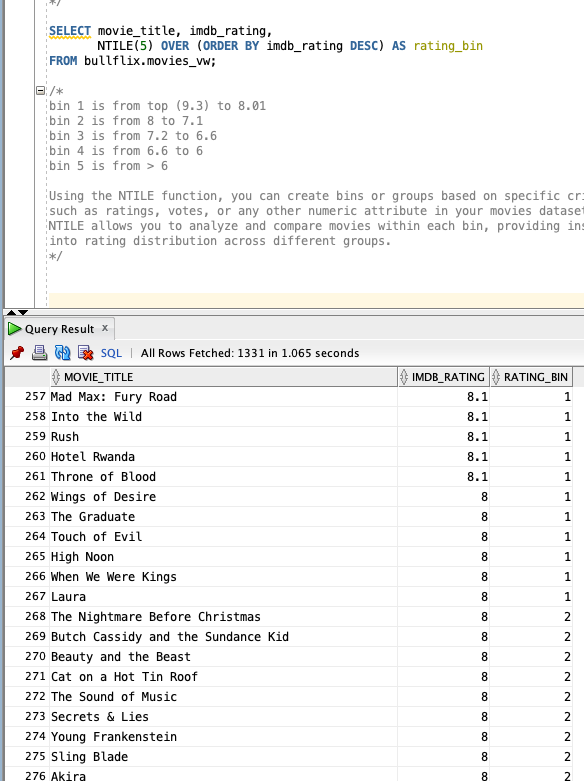 */
SELECT movie_title, imdb_rating,
NTILE(5) OVER (ORDER BY imdb_rating DESC) AS rating_bin
FROM bullflix.movies_vw;
/*
bin 1 is from top (9.3) to 8.01
bin 2 is from 8 to 7.1
bin 3 is from 7.2 to 6.6
bin 4 is from 6.6 to 6
bin 5 is from > 6
Using the NTILE function, you can create bins or groups based on specific cri
such as ratings, votes, or any other numeric attribute in your movies dataset
NTILE allows you to analyze and compare movies within each bin, providing ins
into rating distribution across different groups.
*/
Query Result x
SQL | All Rows Fetched: 1331 in 1.065 seconds
MOVIE_TITLE IMDB_RATING RATING_BIN
257 Mad Max: Fury Road 8.1 1
258 Into the Wild 8.1 1
259 Rush 8.1 1
260 Hotel Rwanda 8.1 1
261 Throne of Blood 8.1 1
262 Wings of Desire 8 1
263 The Graduate 8 1
264 Touch of Evil 8 1
265 High Noon 8 1
266 When We Were Kings 8 1
267 Laura 8 1
268 The Nightmare Before Christmas 8 2
269 Butch Cassidy and the Sundance Kid 8 2
270 Beauty and the Beast 8 2
271 Cat on a Hot Tin Roof 8 2
272 The Sound of Music 8 2
273 Secrets & Lies 8 2
274 Young Frankenstein 8 2
275 Sling Blade 8 2
276 Akira 8 2